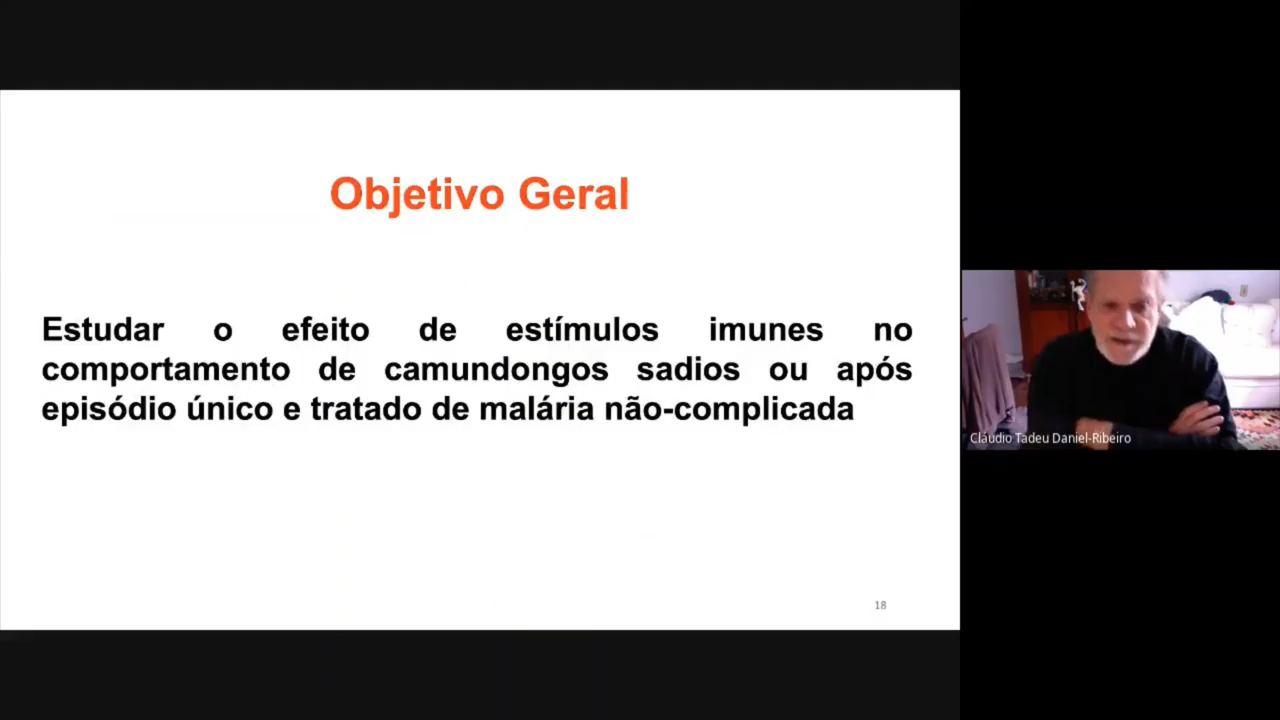 Objetivo Geral
Estudar o efeito de estímulos imunes no
comportamento de camundongos sadios ou após
episódio único e tratado de malária não-complicada
18
Cláudio Tadeu Daniel-Ribeiro